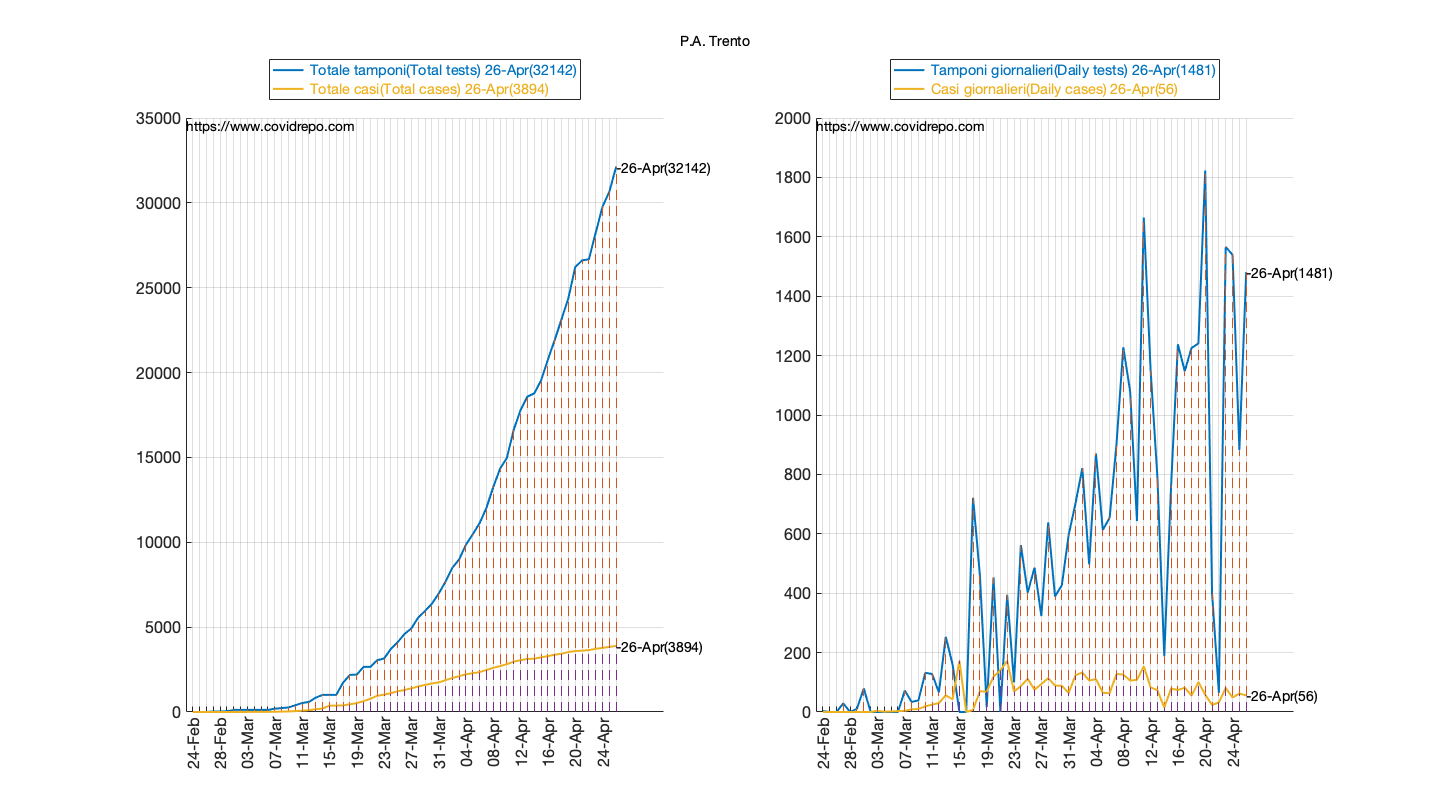 P.A. Trento
Totale tamponi(Total tests) 26-Apr(32142)
Totale casi(Total cases) 26-Apr(3894)
35000
https://www.covidrepo.com
30000
25000
20000
15000
10000
5000
0
26-Apr(32142)
26-Apr(3894)
24-Feb
28-Feb
03-Mar
07-Mar
11-Mar
15-Mar
19-Mar
23-Mar
27-Mar
31-Mar
04-Apr
08-Apr
12-Apr
16-Apr
20-Apr
24-Apr
Tamponi giornalieri(Daily tests) 26-Apr(1481)
Casi giornalieri(Daily cases) 26-Apr(56)
2000
https://www.covidrepo.com
1800
1600
1400
1200
1000
800
600
400
200
0
26-Apr(1481)
26-Apr(56)
24-Feb
28-Feb
03-Mar
07-Mar
11-Mar
15-Mar
19-Mar
23-Mar
27-Mar
31-Mar
04-Apr
08-Apr
12-Apr
16-Apr
20-Apr
24-Apr